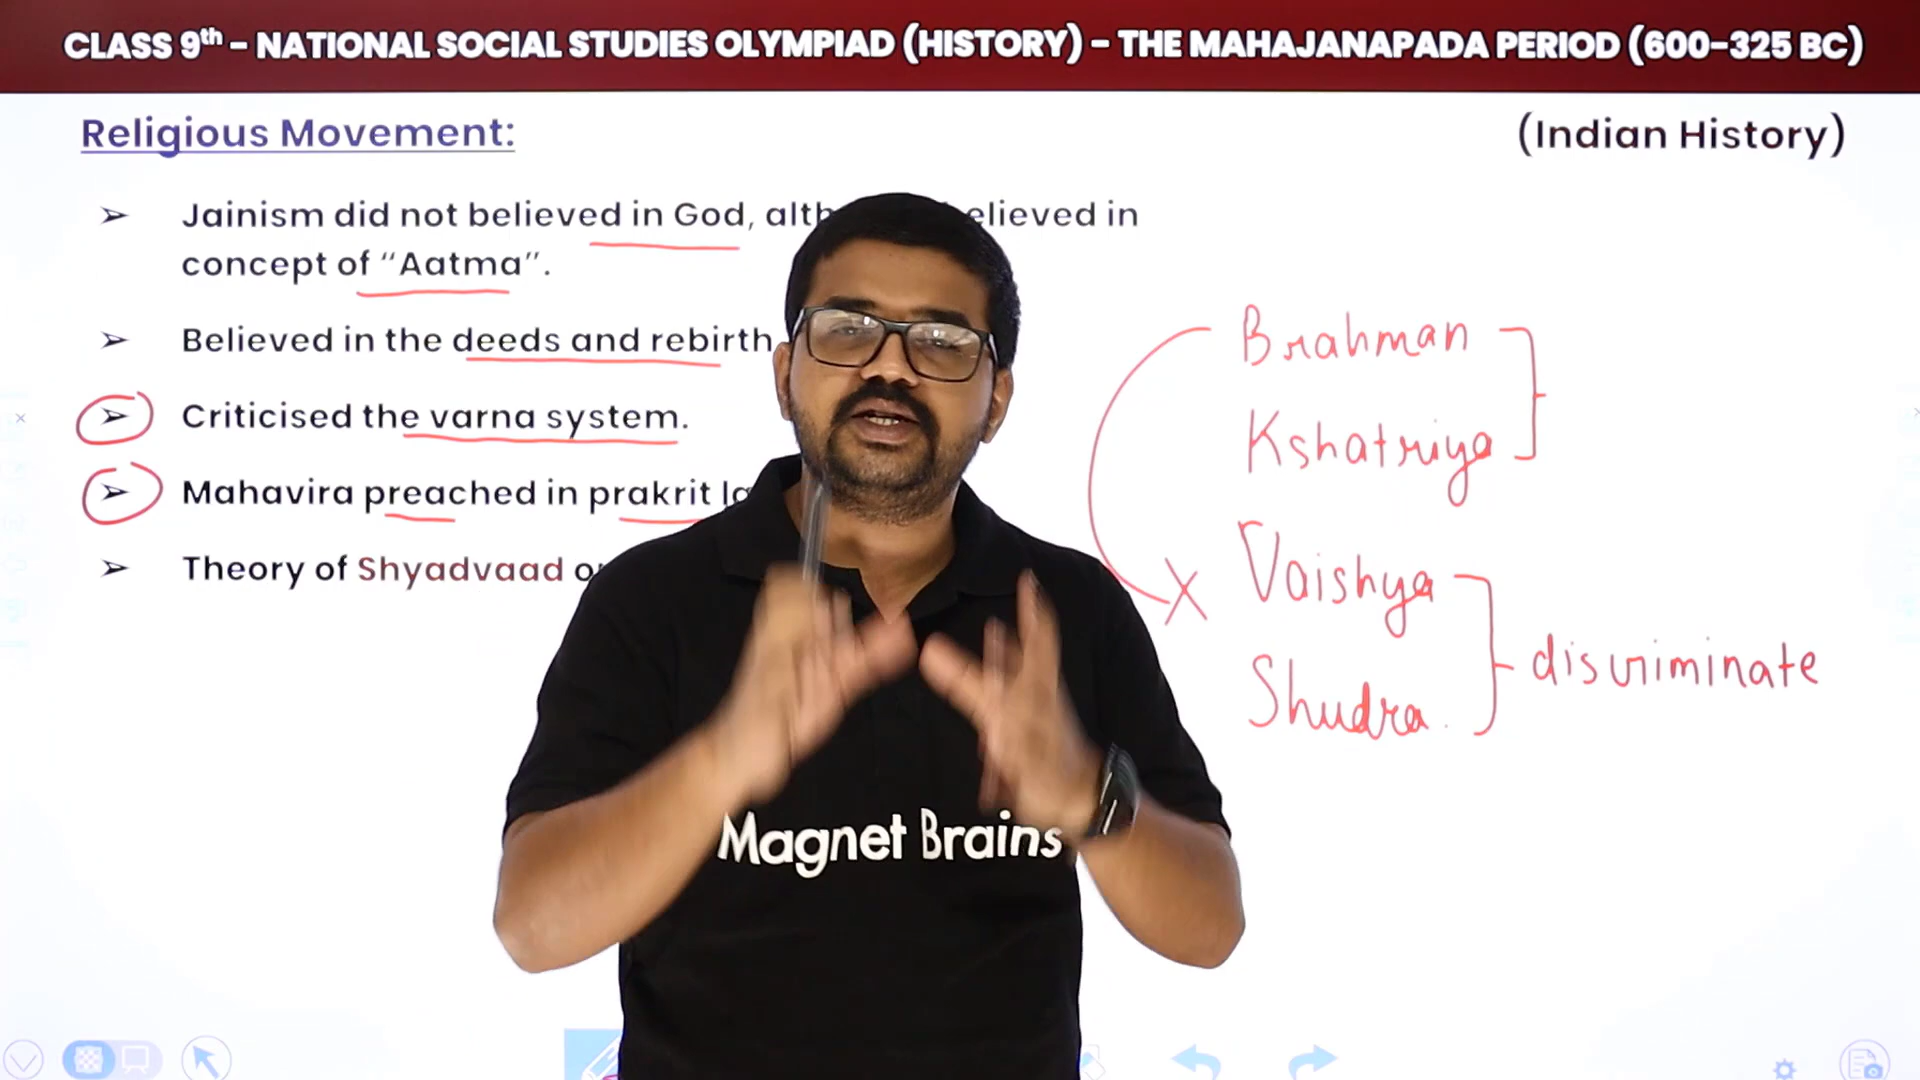 CLASS 9th - NATIONAL SOCIAL STUDIES OLYMPIAD (HISTORY) - THE MAHAJANAPADA PERIOD (600-325 BC)
Religious Movement:
(Indian History)
➢ Jainism did not believed in God, elieved in
concept of “Aatma”.
➢ Believed in the deeds and rebirth
➢ Criticised the varna system.
➢ Mahavira preached in prakrit
➢ Theory of Shyadvaad
Brahman
Kshatriya
X Vaishya
discriminate
Shudra.
Magnet Brains